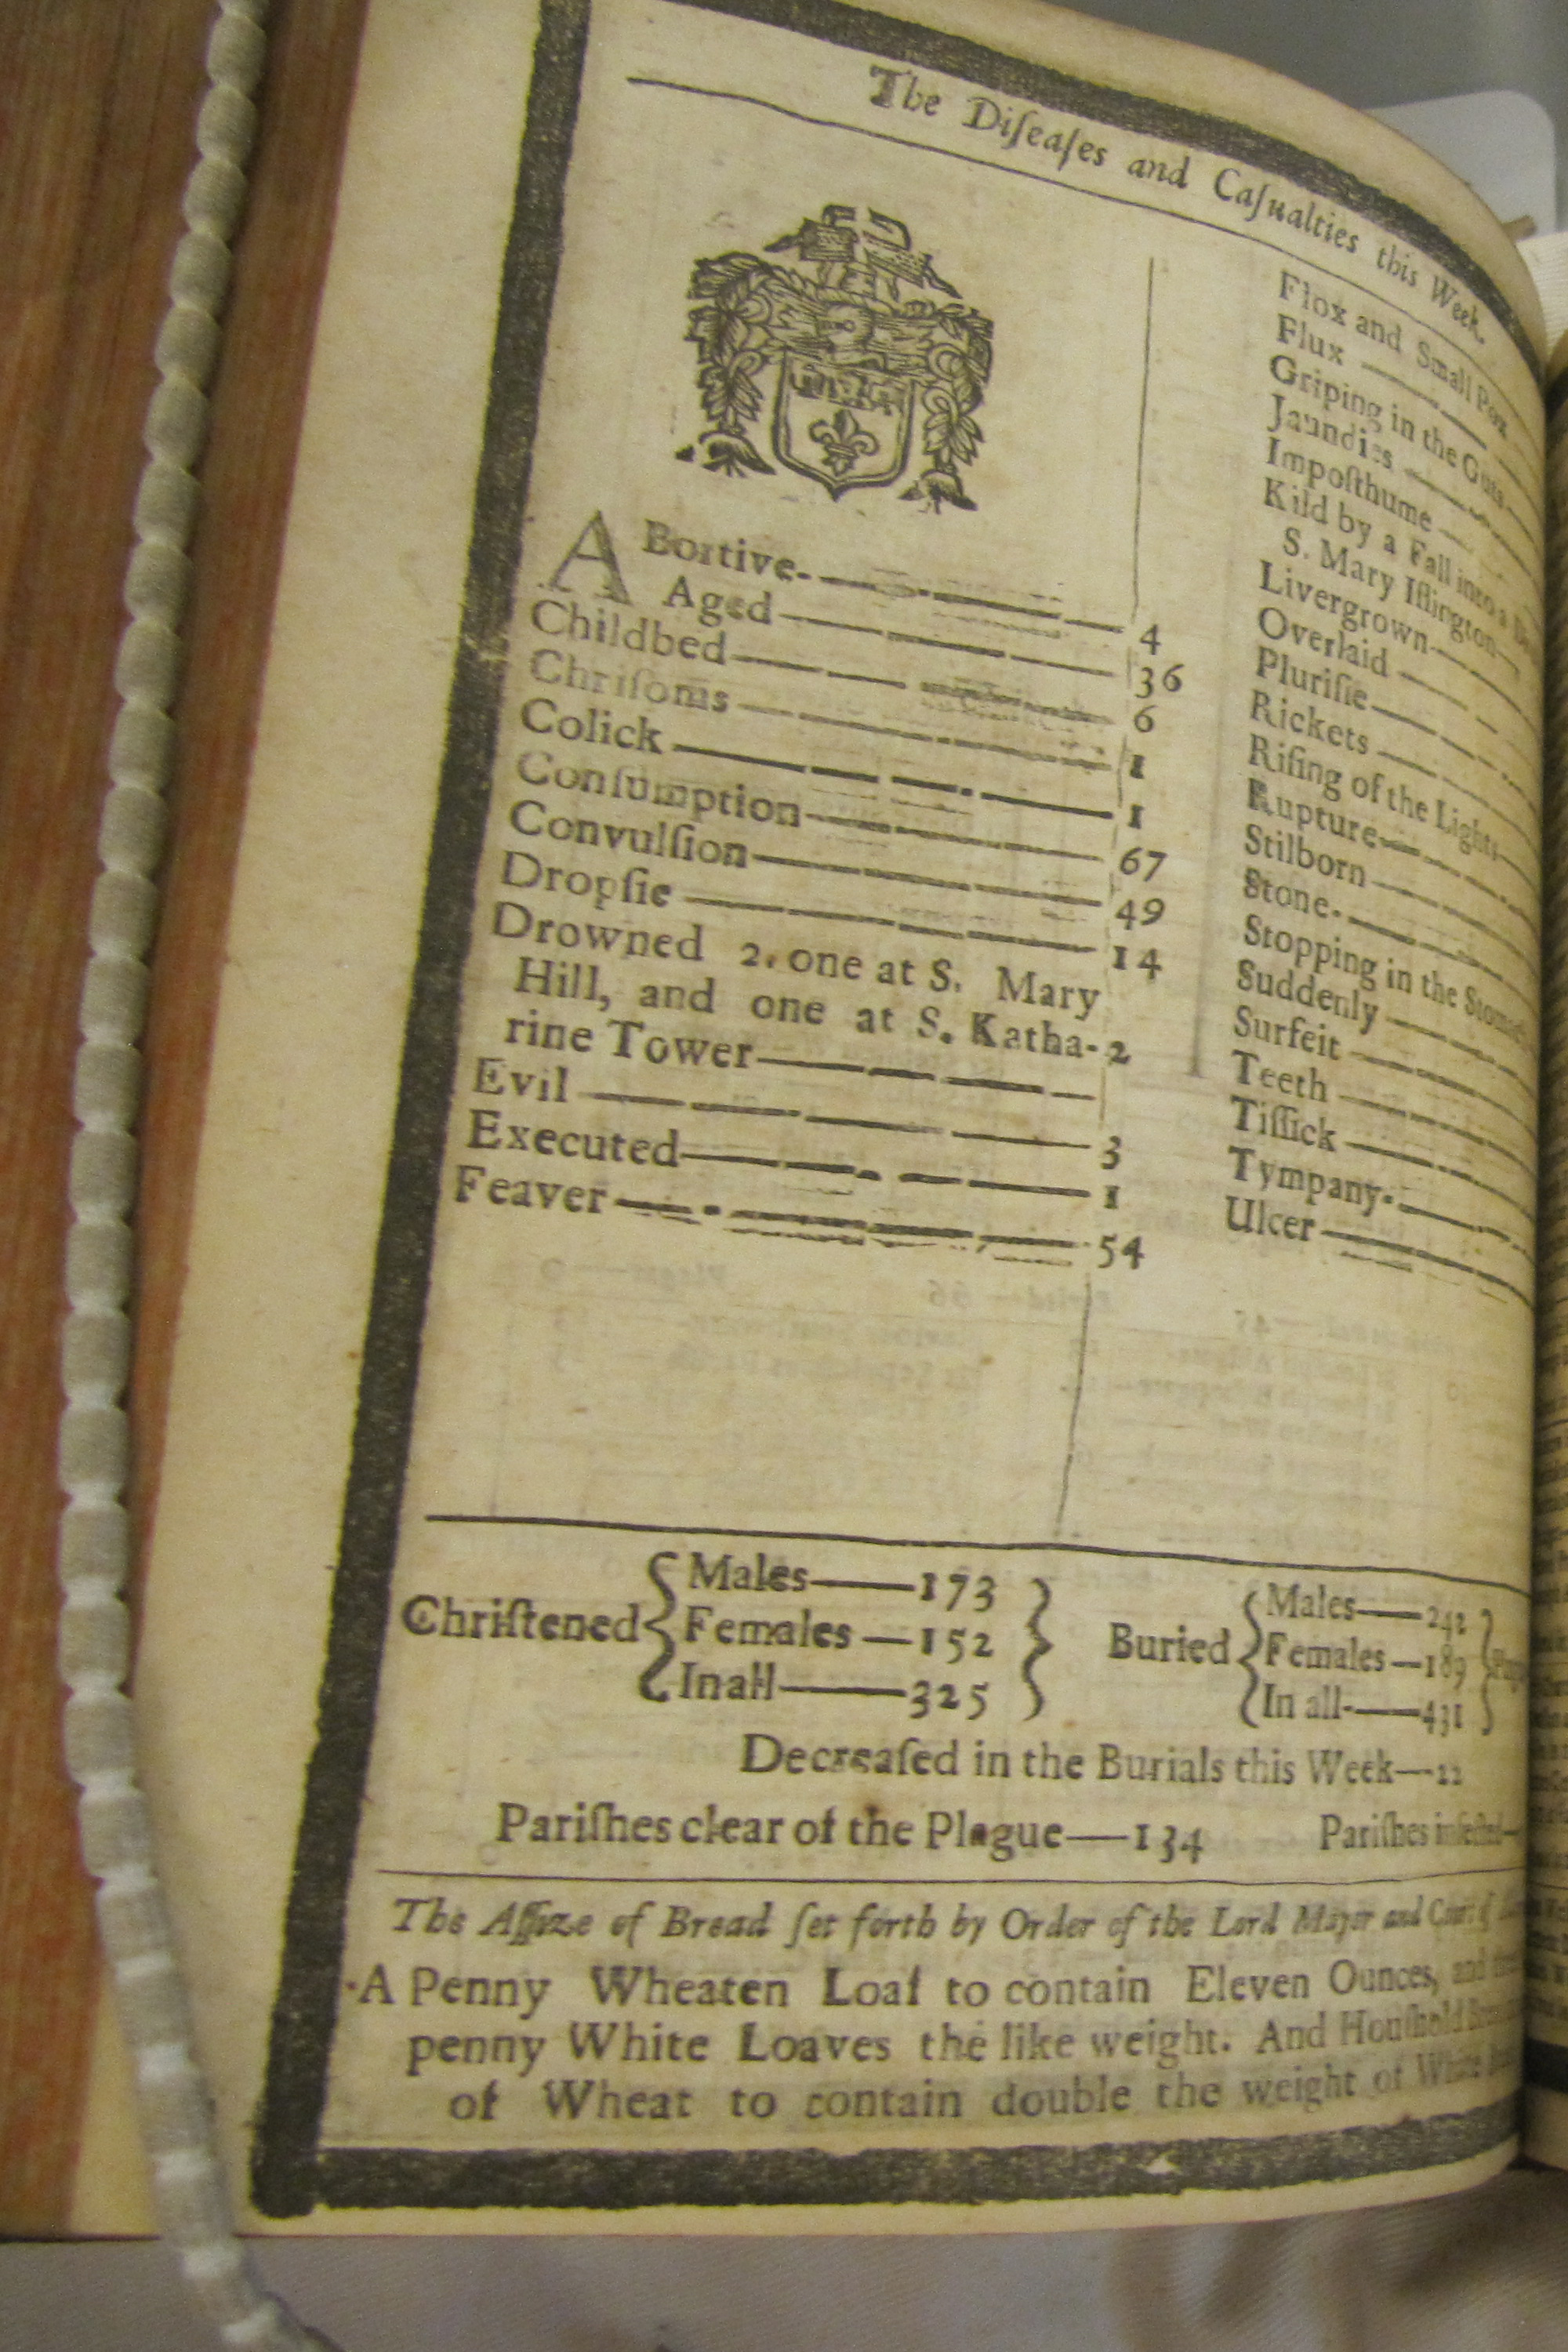 The Diſeaſes and Caſualties this Week.
ABortive 4
Aged 36
Childbed 6
Chriſoms 1
Colick 1
Conſumption 67
Convulſion 49
Dropſie 14
Drowned 2. one at S. Mary
Hill, and one at S. Katha- 2
rine Tower
Evil 3
Executed 1
Feaver 54
Flox and Small Pox
Flux
Griping in the Guts
Jaundies
Impoſthume
Kild by a Fall into a
S. Mary Iſlington
Livergrown
Overlaid
Pluriſie
Rickets
Riſing of the Lights
Rupture
Stilborn
Stone
Stopping in the Stomach
Suddenly
Surfeit
Teeth
Tiſſick
Tympany
Ulcer
Chriſtened
Males 173
Females 152
In all 325
Buried
Males 242
Females 189
In all 431
Decreaſed in the Burials this Week 22
Pariſhes clear of the Plague 134 Pariſhes infected
The Aſſize of Bread ſet forth by Order of the Lord Mayor and Court of
A Penny Wheaten Loaf to contain Eleven Ounces, and
penny White Loaves the like weight. And Houſhold
of Wheat to contain double the weight of White